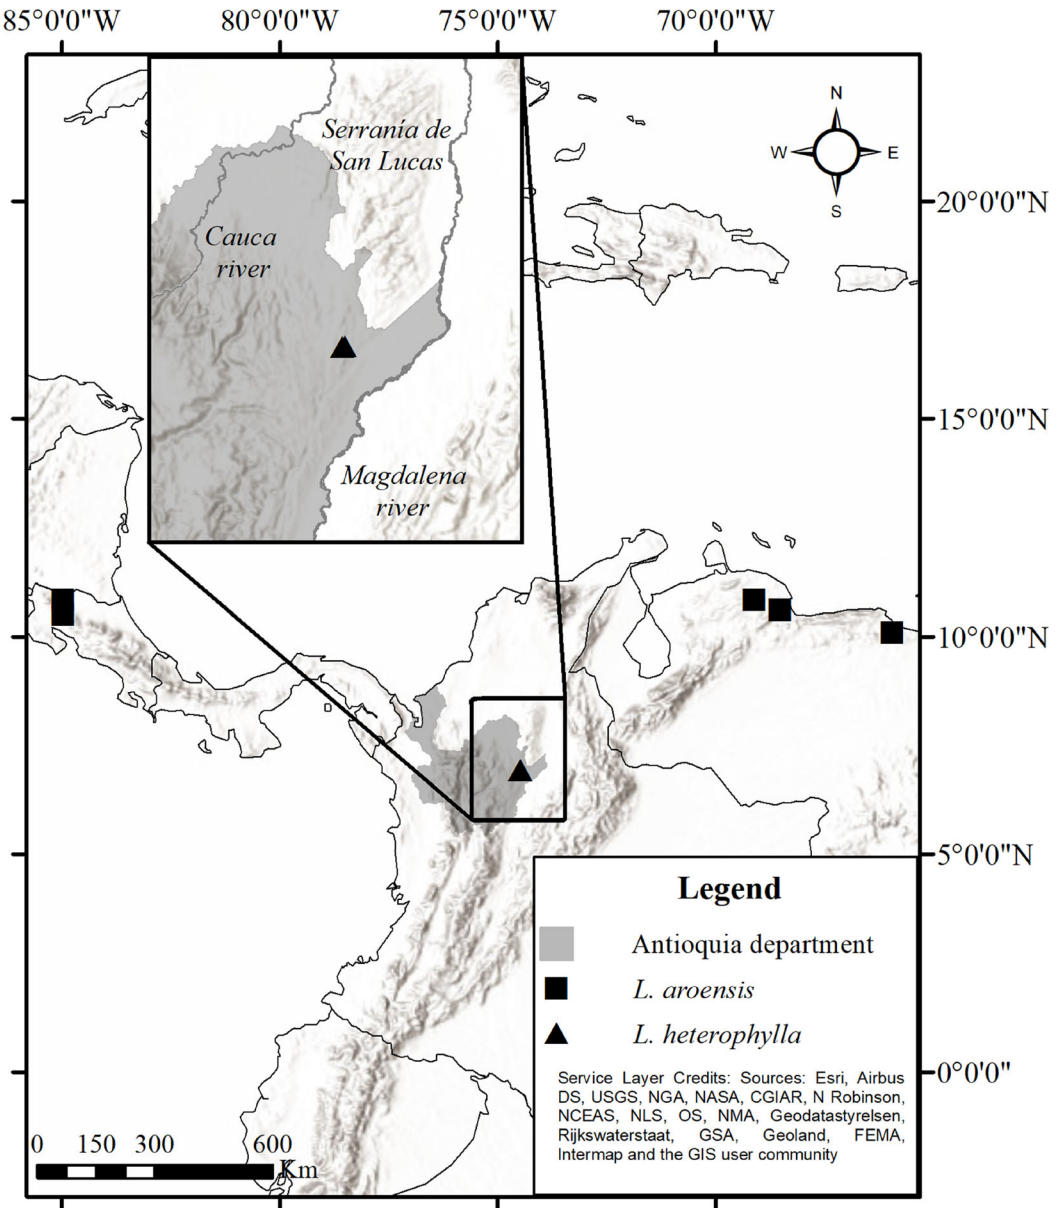 85°0'0"W 80°0'0"W 75°0'0"W 70°0'0"W
Serranía de
San Lucas
Cauca
river
Magdalena
river
N
W E
S
20°0'0"N
15°0'0"N
10°0'0"N
5°0'0"N
0°0'0"
Legend
Antioquia department
L. aroensis
L. heterophylla
Service Layer Credits: Sources: Esri, Airbus
DS, USGS, NGA, NASA, CGIAR, N Robinson,
NCEAS, NLS, OS, NMA, Geodatastyrelsen,
Rijkswaterstaat, GSA, Geoland, FEMA,
Intermap and the GIS user community
0 150 300 600
Km